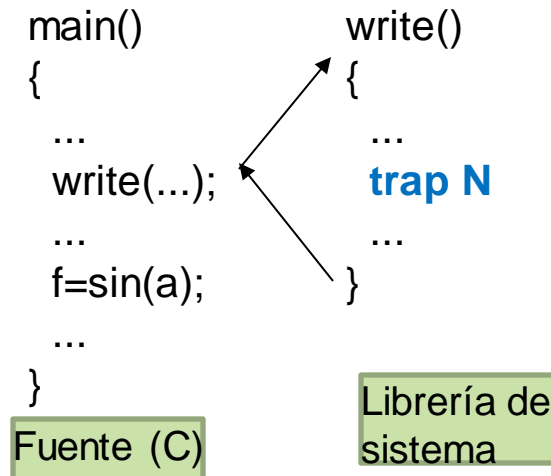 main()
{
...
write(...);
...
f=sin(a);
...
}
Fuente (C)
write()
{
...
trap N
...
}
Librería de
sistema